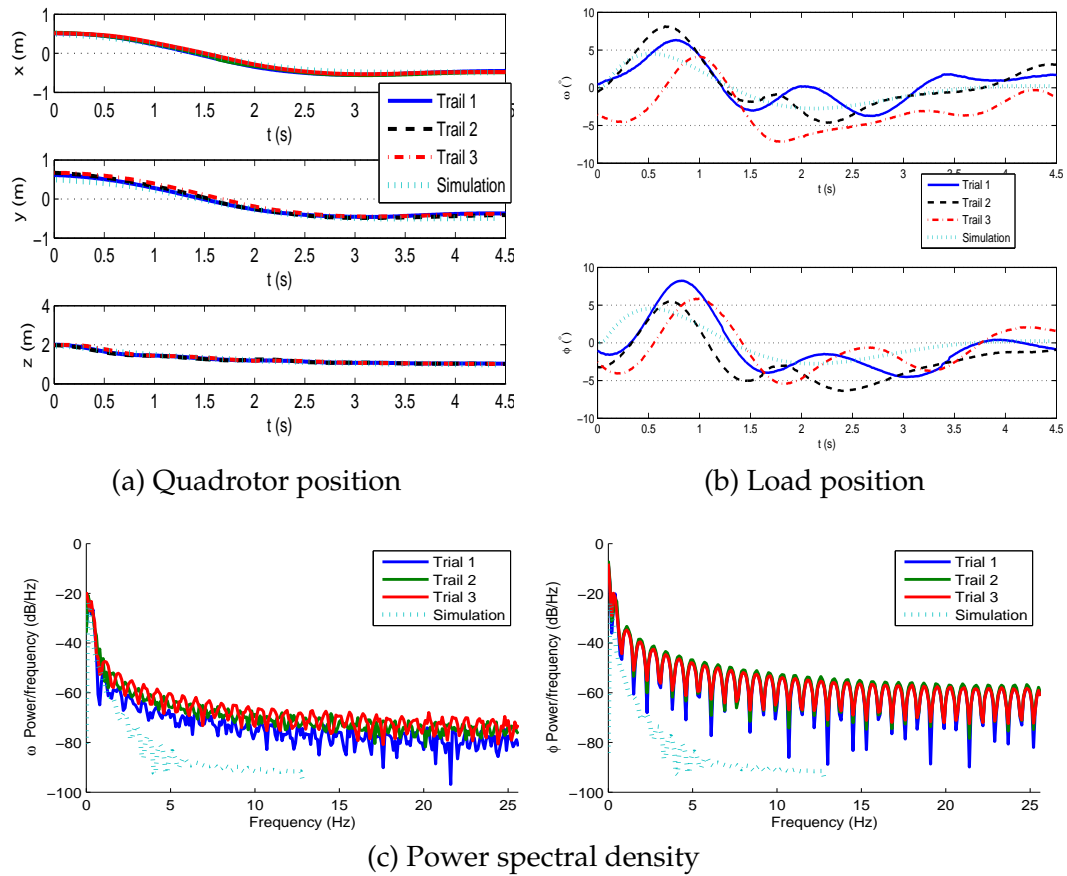 1
0
−1
x (m)
0 0.5 1 1.5 2 2.5 3 3.5 4 4.5
t (s)
Trail 1
Trail 2
Trail 3
Simulation
1
0
−1
y (m)
0 0.5 1 1.5 2 2.5 3 3.5 4 4.5
t (s)
4
2
0
z (m)
0 0.5 1 1.5 2 2.5 3 3.5 4 4.5
t (s)
(a) Quadrotor position
10
5
0
−5
−10
ω (°)
0 0.5 1 1.5 2 2.5 3 3.5 4 4.5
t (s)
Trial 1
Trail 2
Trail 3
Simulation
10
5
0
−5
−10
ϕ (°)
0 0.5 1 1.5 2 2.5 3 3.5 4 4.5
t (s)
(b) Load position
0
−20
−40
−60
−80
−100
ω Power/frequency (dB/Hz)
0 5 10 15 20 25
Frequency (Hz)
Trial 1
Trail 2
Trial 3
Simulation
0
−20
−40
−60
−80
−100
ϕ Power/frequency (dB/Hz)
0 5 10 15 20 25
Frequency (Hz)
Trial 1
Trail 2
Trial 3
Simulation
(c) Power spectral density